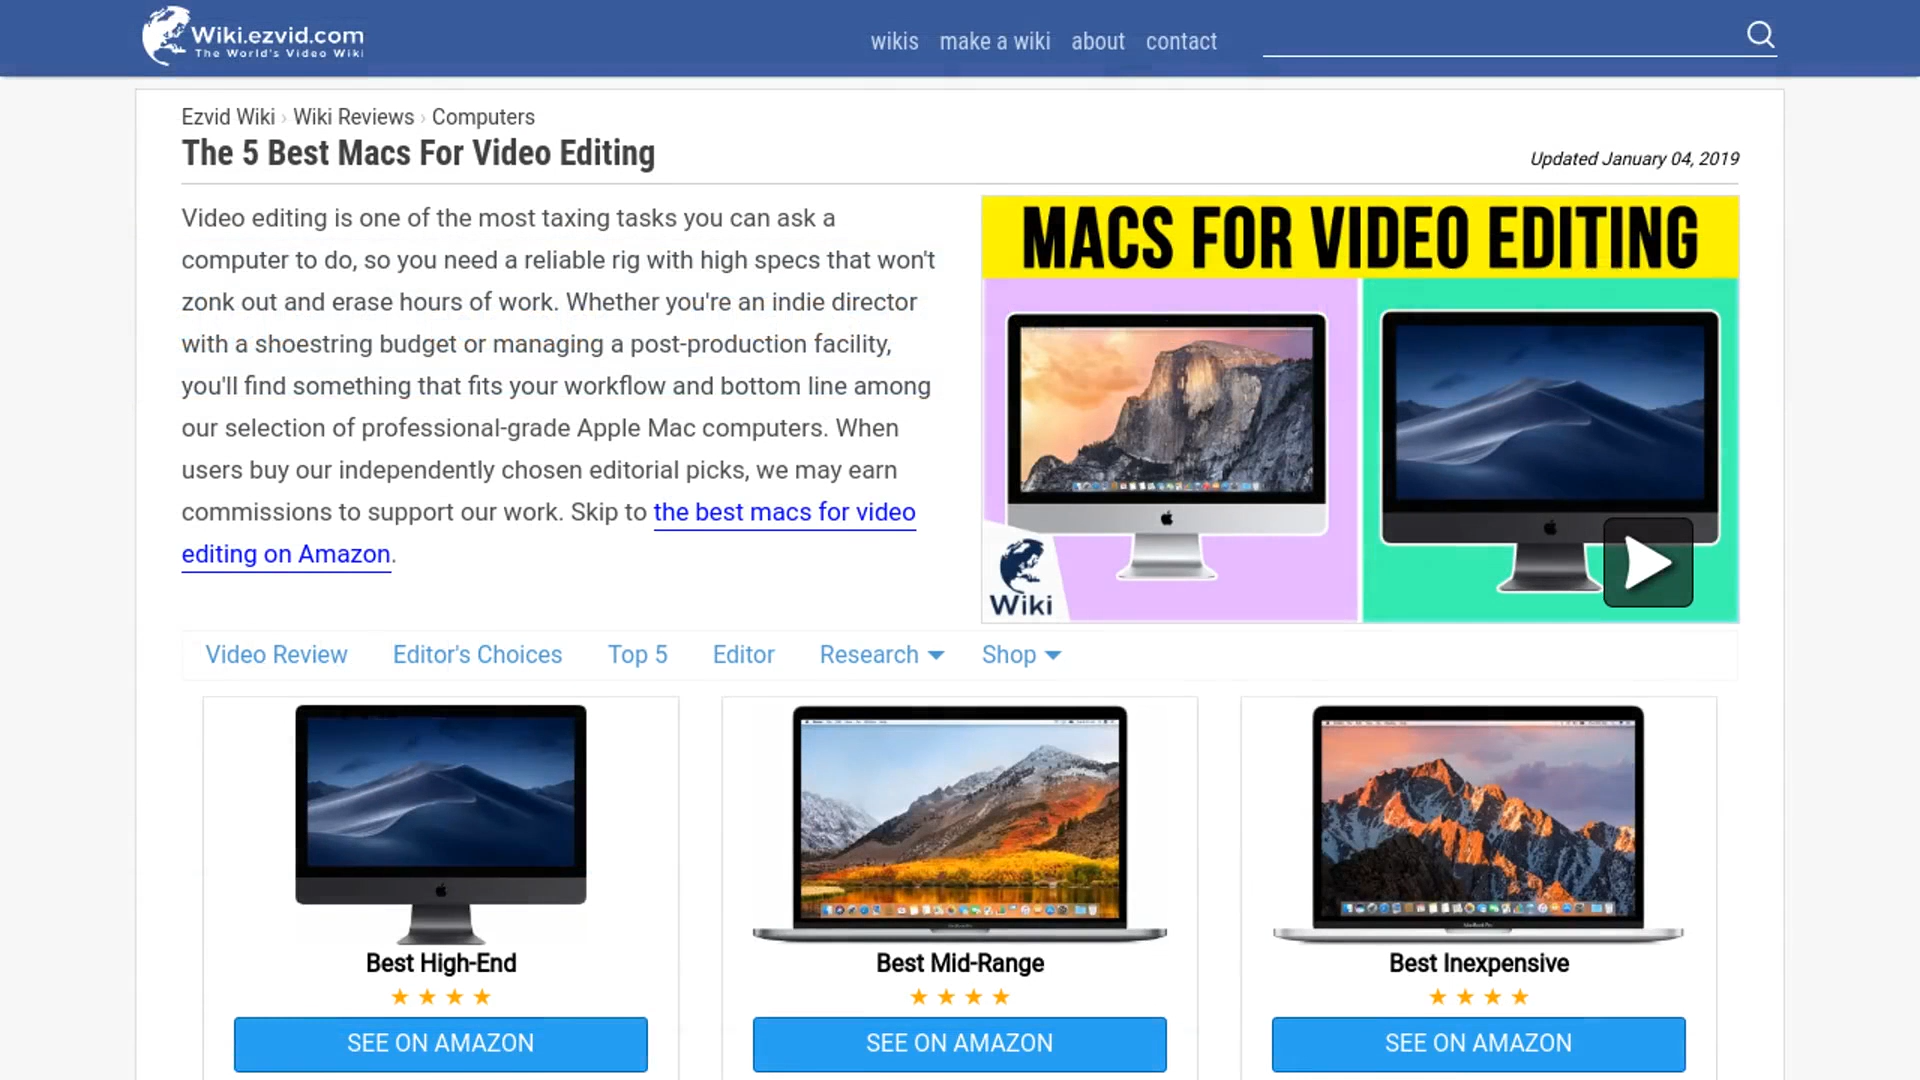 Wiki.ezvid.com
The World's Video Wiki
wikis make a wiki about contact
Ezvid Wiki › Wiki Reviews › Computers
The 5 Best Macs For Video Editing
Updated January 04, 2019
Video editing is one of the most taxing tasks you can ask a
computer to do, so you need a reliable rig with high specs that won't
zonk out and erase hours of work. Whether you're an indie director
with a shoestring budget or managing a post-production facility,
you'll find something that fits your workflow and bottom line among
our selection of professional-grade Apple Mac computers. When
users buy our independently chosen editorial picks, we may earn
commissions to support our work. Skip to the best macs for video
editing on Amazon.
MACS FOR VIDEO EDITING
Wiki
Video Review Editor's Choices Top 5 Editor Research Shop
Best High-End
SEE ON AMAZON
Best Mid-Range
SEE ON AMAZON
Best Inexpensive
SEE ON AMAZON